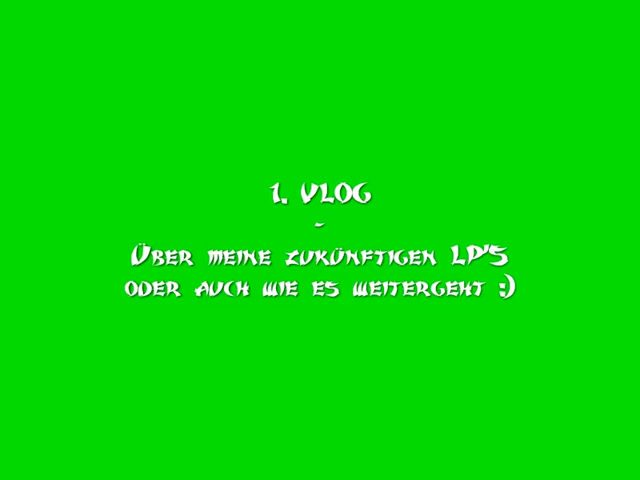 1. VLOG
-
Über meine zukünftigen LP's
oder auch wie es weitergeht :)